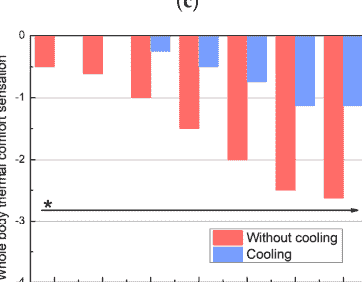 (c)
0
-1
-2
-3
-4
Whole body thermal comfort sensation
*
Without cooling
Cooling